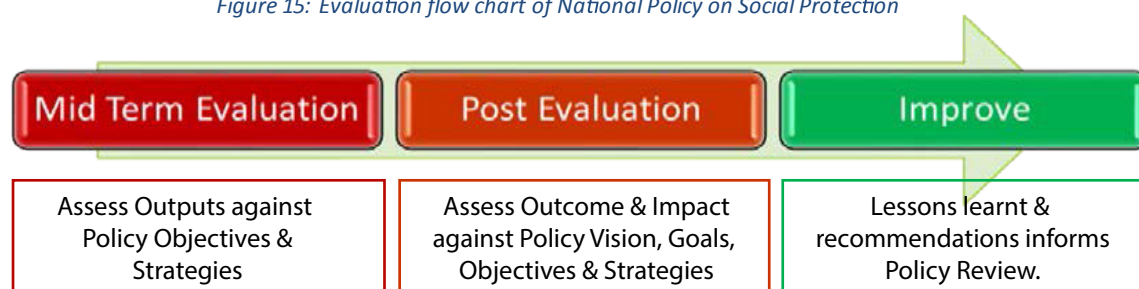 Figure 15: Evaluation flow chart of National Policy on Social Protection
Mid Term Evaluation
Post Evaluation
Improve
Assess Outputs against
Policy Objectives &
Strategies
Assess Outcome & Impact
against Policy Vision, Goals,
Objectives & Strategies
Lessons learnt &
recommendations informs
Policy Review.